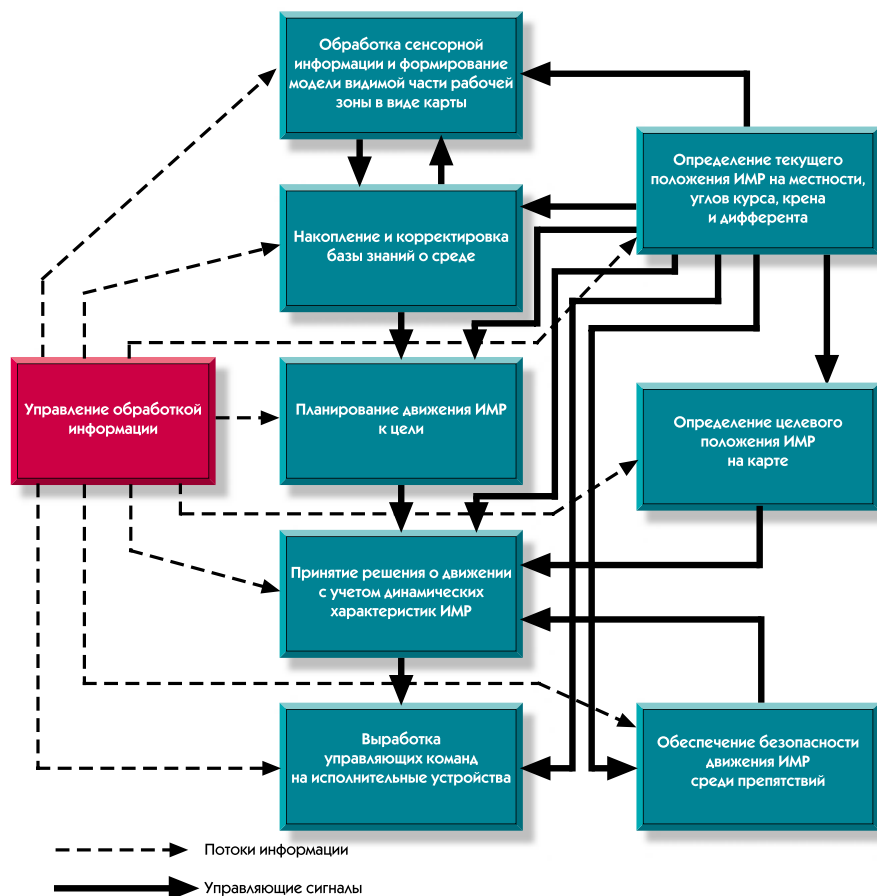 Обработка сенсорной
информации и формирование
модели видимой части рабочей
зоны в виде карты
Определение текущего
положения ИМР на местности,
углов курса, крена
и дифферента
Накопление и корректировка
базы знаний о среде
Управление обработкой
информации
Планирование движения ИМР
к цели
Определение целевого
положения ИМР
на карте
Принятие решения о движении
с учетом динамических
характеристик ИМР
Выработка
управляющих команд
на исполнительные устройства
Обеспечение безопасности
движения ИМР
среди препятствий
Потоки информации
Управляющие сигналы